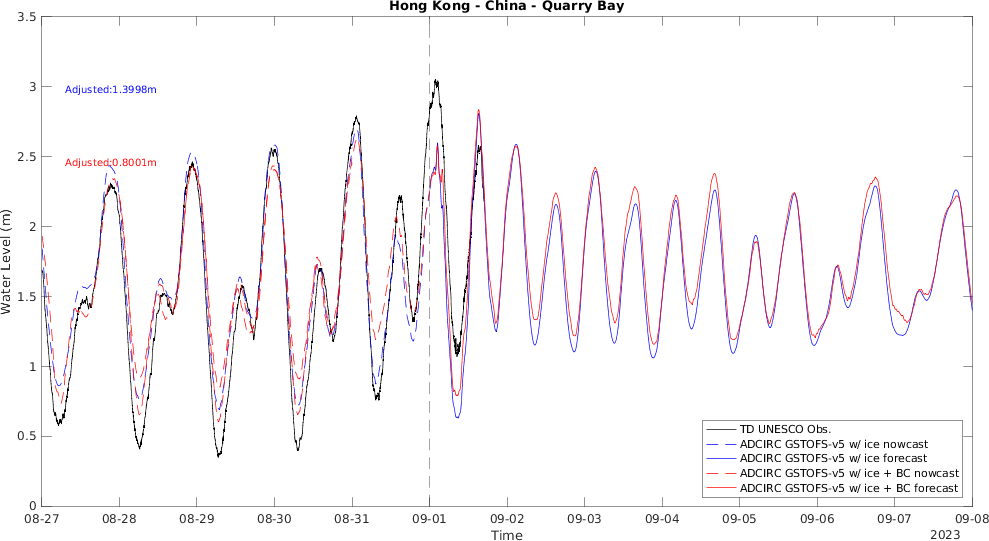 Hong Kong - China - Quarry Bay
3.5
3
2.5
2
1.5
1
0.5
0
Water Level (m)
Adjusted:1.3998m
Adjusted:0.8001m
TD UNESCO Obs.
ADCIRC GSTOFS-v5 w/ ice nowcast
ADCIRC GSTOFS-v5 w/ ice forecast
ADCIRC GSTOFS-v5 w/ ice + BC nowcast
ADCIRC GSTOFS-v5 w/ ice + BC forecast
08-27 08-28 08-29 08-30 08-31 09-01 09-02 09-03 09-04 09-05 09-06 09-07 09-08
Time
2023